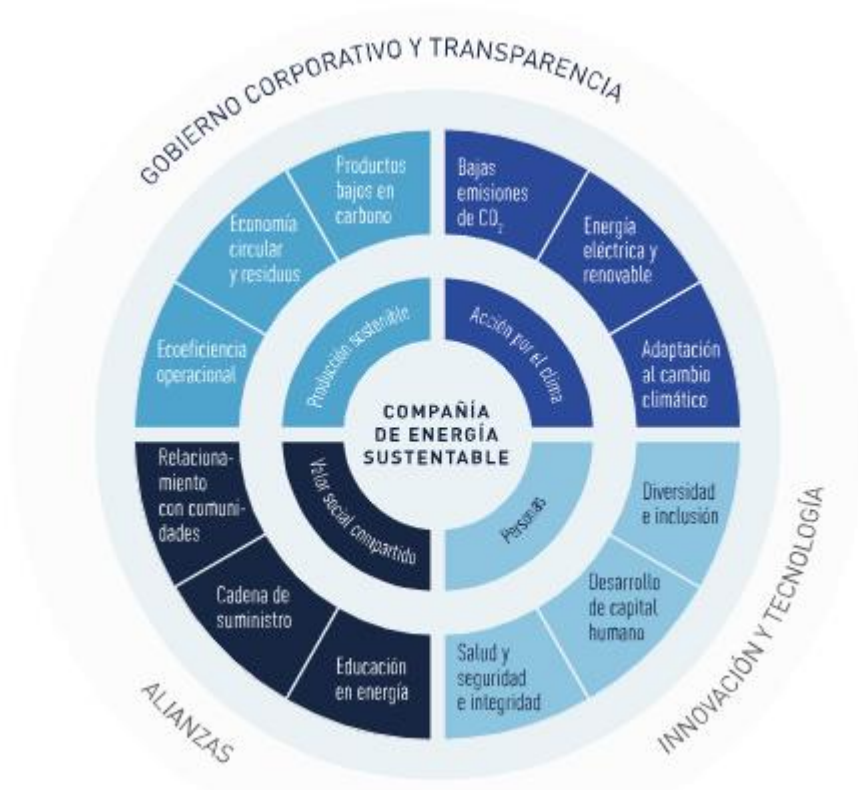 GOBIERNO CORPORATIVO Y TRANSPARENCIA
Productos
bajos en
carbono
Bajas
emisiones
de CO₂
Economía
circular
y residuos
Energía
eléctrica y
renovable
Ecoeficiencia
operacional
Adaptación
al cambio
climático
Producción sostenible
Acción por el clima
COMPAÑÍA
DE ENERGÍA
SUSTENTABLE
Valor social compartido
Personas
Relaciona-
miento
con comuni-
dades
Diversidad
e inclusión
Cadena de
suministro
Desarrollo
de capital
humano
Educación
en energía
Salud y
seguridad
e integridad
ALIANZAS
INNOVACIÓN Y TECNOLOGÍA